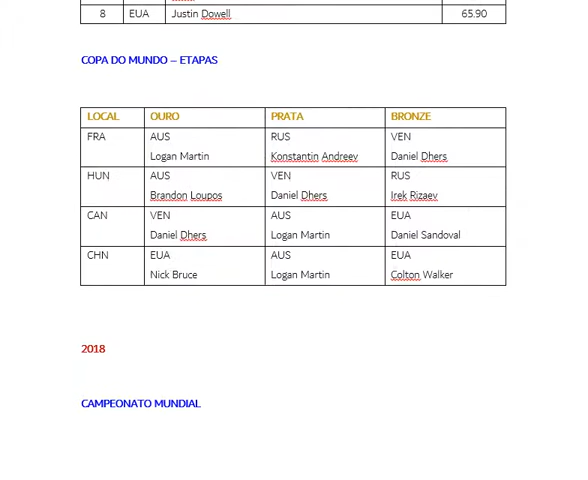 8 EUA Justin Dowell 65.90
COPA DO MUNDO – ETAPAS
LOCAL OURO PRATA BRONZE
FRA AUS RUS VEN
Logan Martin Konstantin Andreev Daniel Dhers
HUN AUS VEN RUS
Brandon Loupos Daniel Dhers Irek Rizaev
CAN VEN AUS EUA
Daniel Dhers Logan Martin Daniel Sandoval
CHN EUA AUS EUA
Nick Bruce Logan Martin Colton Walker
2018
CAMPEONATO MUNDIAL